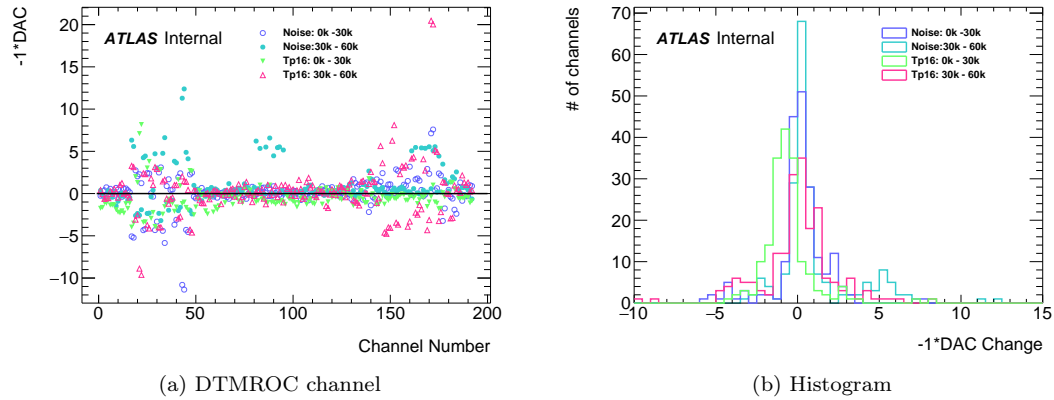 -1*DAC
20
15
10
5
0
−5
−10
0
50
100
150
200
Channel Number
ATLAS Internal
Noise: 0k -30k
Noise:30k - 60k
Tp16: 0k - 30k
Tp16: 30k - 60k
(a) DTMROC channel
# of channels
70
60
50
40
30
20
10
0
−10
−5
0
5
10
15
-1*DAC Change
ATLAS Internal
Noise: 0k -30k
Noise:30k - 60k
Tp16: 0k - 30k
Tp16: 30k - 60k
(b) Histogram